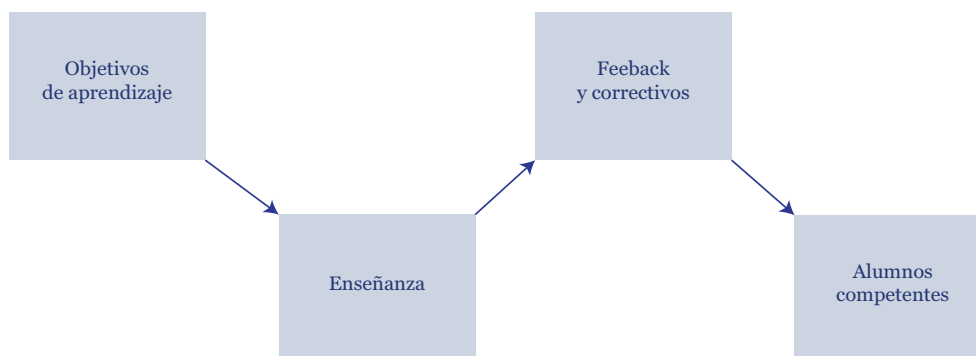 Objetivos
de aprendizaje
Feeback
y correctivos
Enseñanza
Alumnos
competentes